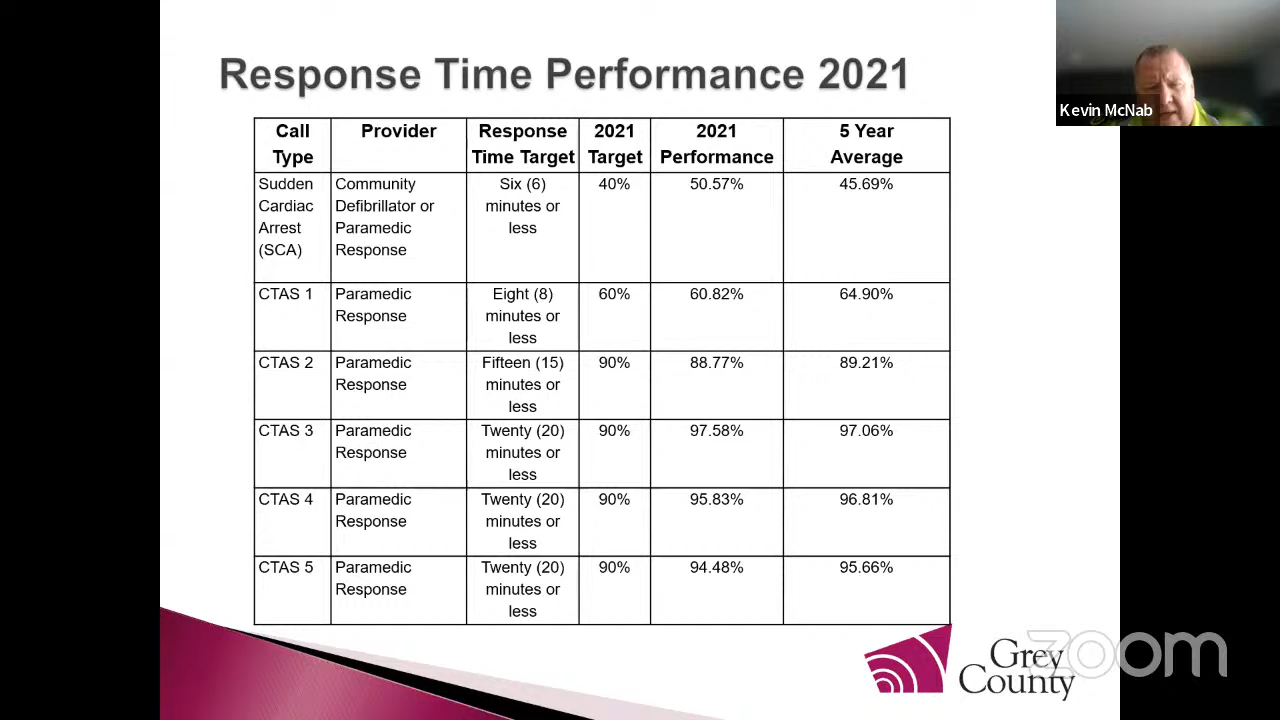 Response Time Performance 2021
Kevin McNab
Call Type Provider Response Time Target 2021 Target 2021 Performance 5 Year Average
Sudden Cardiac Arrest (SCA) Community Defibrillator or Paramedic Response Six (6) minutes or less 40% 50.57% 45.69%
CTAS 1 Paramedic Response Eight (8) minutes or less 60% 60.82% 64.90%
CTAS 2 Paramedic Response Fifteen (15) minutes or less 90% 88.77% 89.21%
CTAS 3 Paramedic Response Twenty (20) minutes or less 90% 97.58% 97.06%
CTAS 4 Paramedic Response Twenty (20) minutes or less 90% 95.83% 96.81%
CTAS 5 Paramedic Response Twenty (20) minutes or less 90% 94.48% 95.66%
Grey
County
zoom